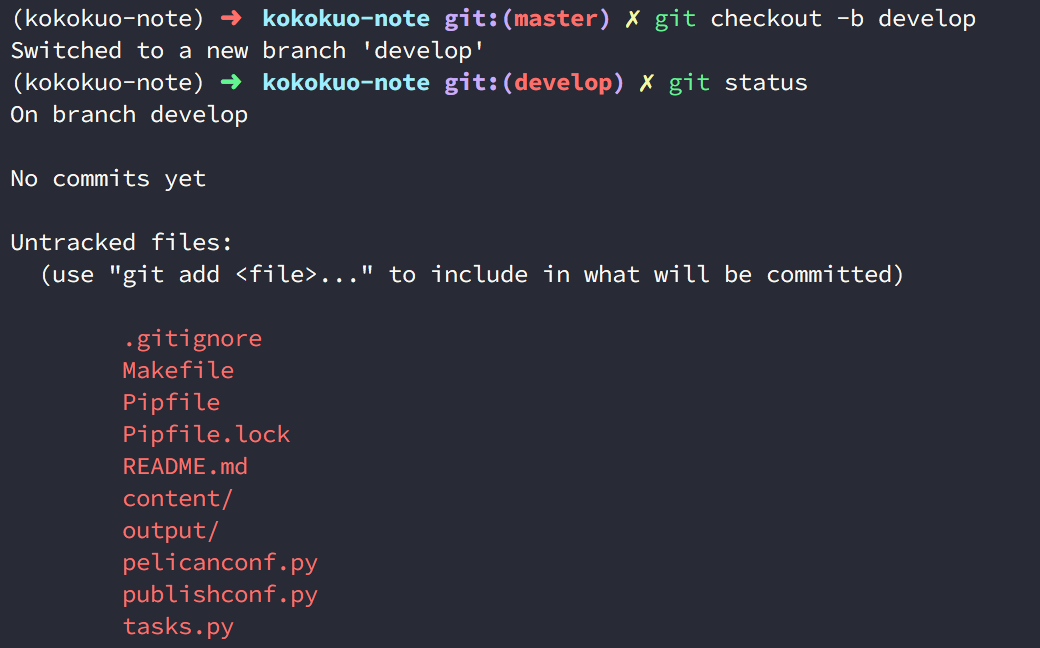 (kokokuo-note) ➜ kokokuo-note git:(master) ✗ git checkout -b develop
Switched to a new branch 'develop'
(kokokuo-note) ➜ kokokuo-note git:(develop) ✗ git status
On branch develop
No commits yet
Untracked files:
(use "git add <file>..." to include in what will be committed)
.gitignore
Makefile
Pipfile
Pipfile.lock
README.md
content/
output/
pelicanconf.py
publishconf.py
tasks.py